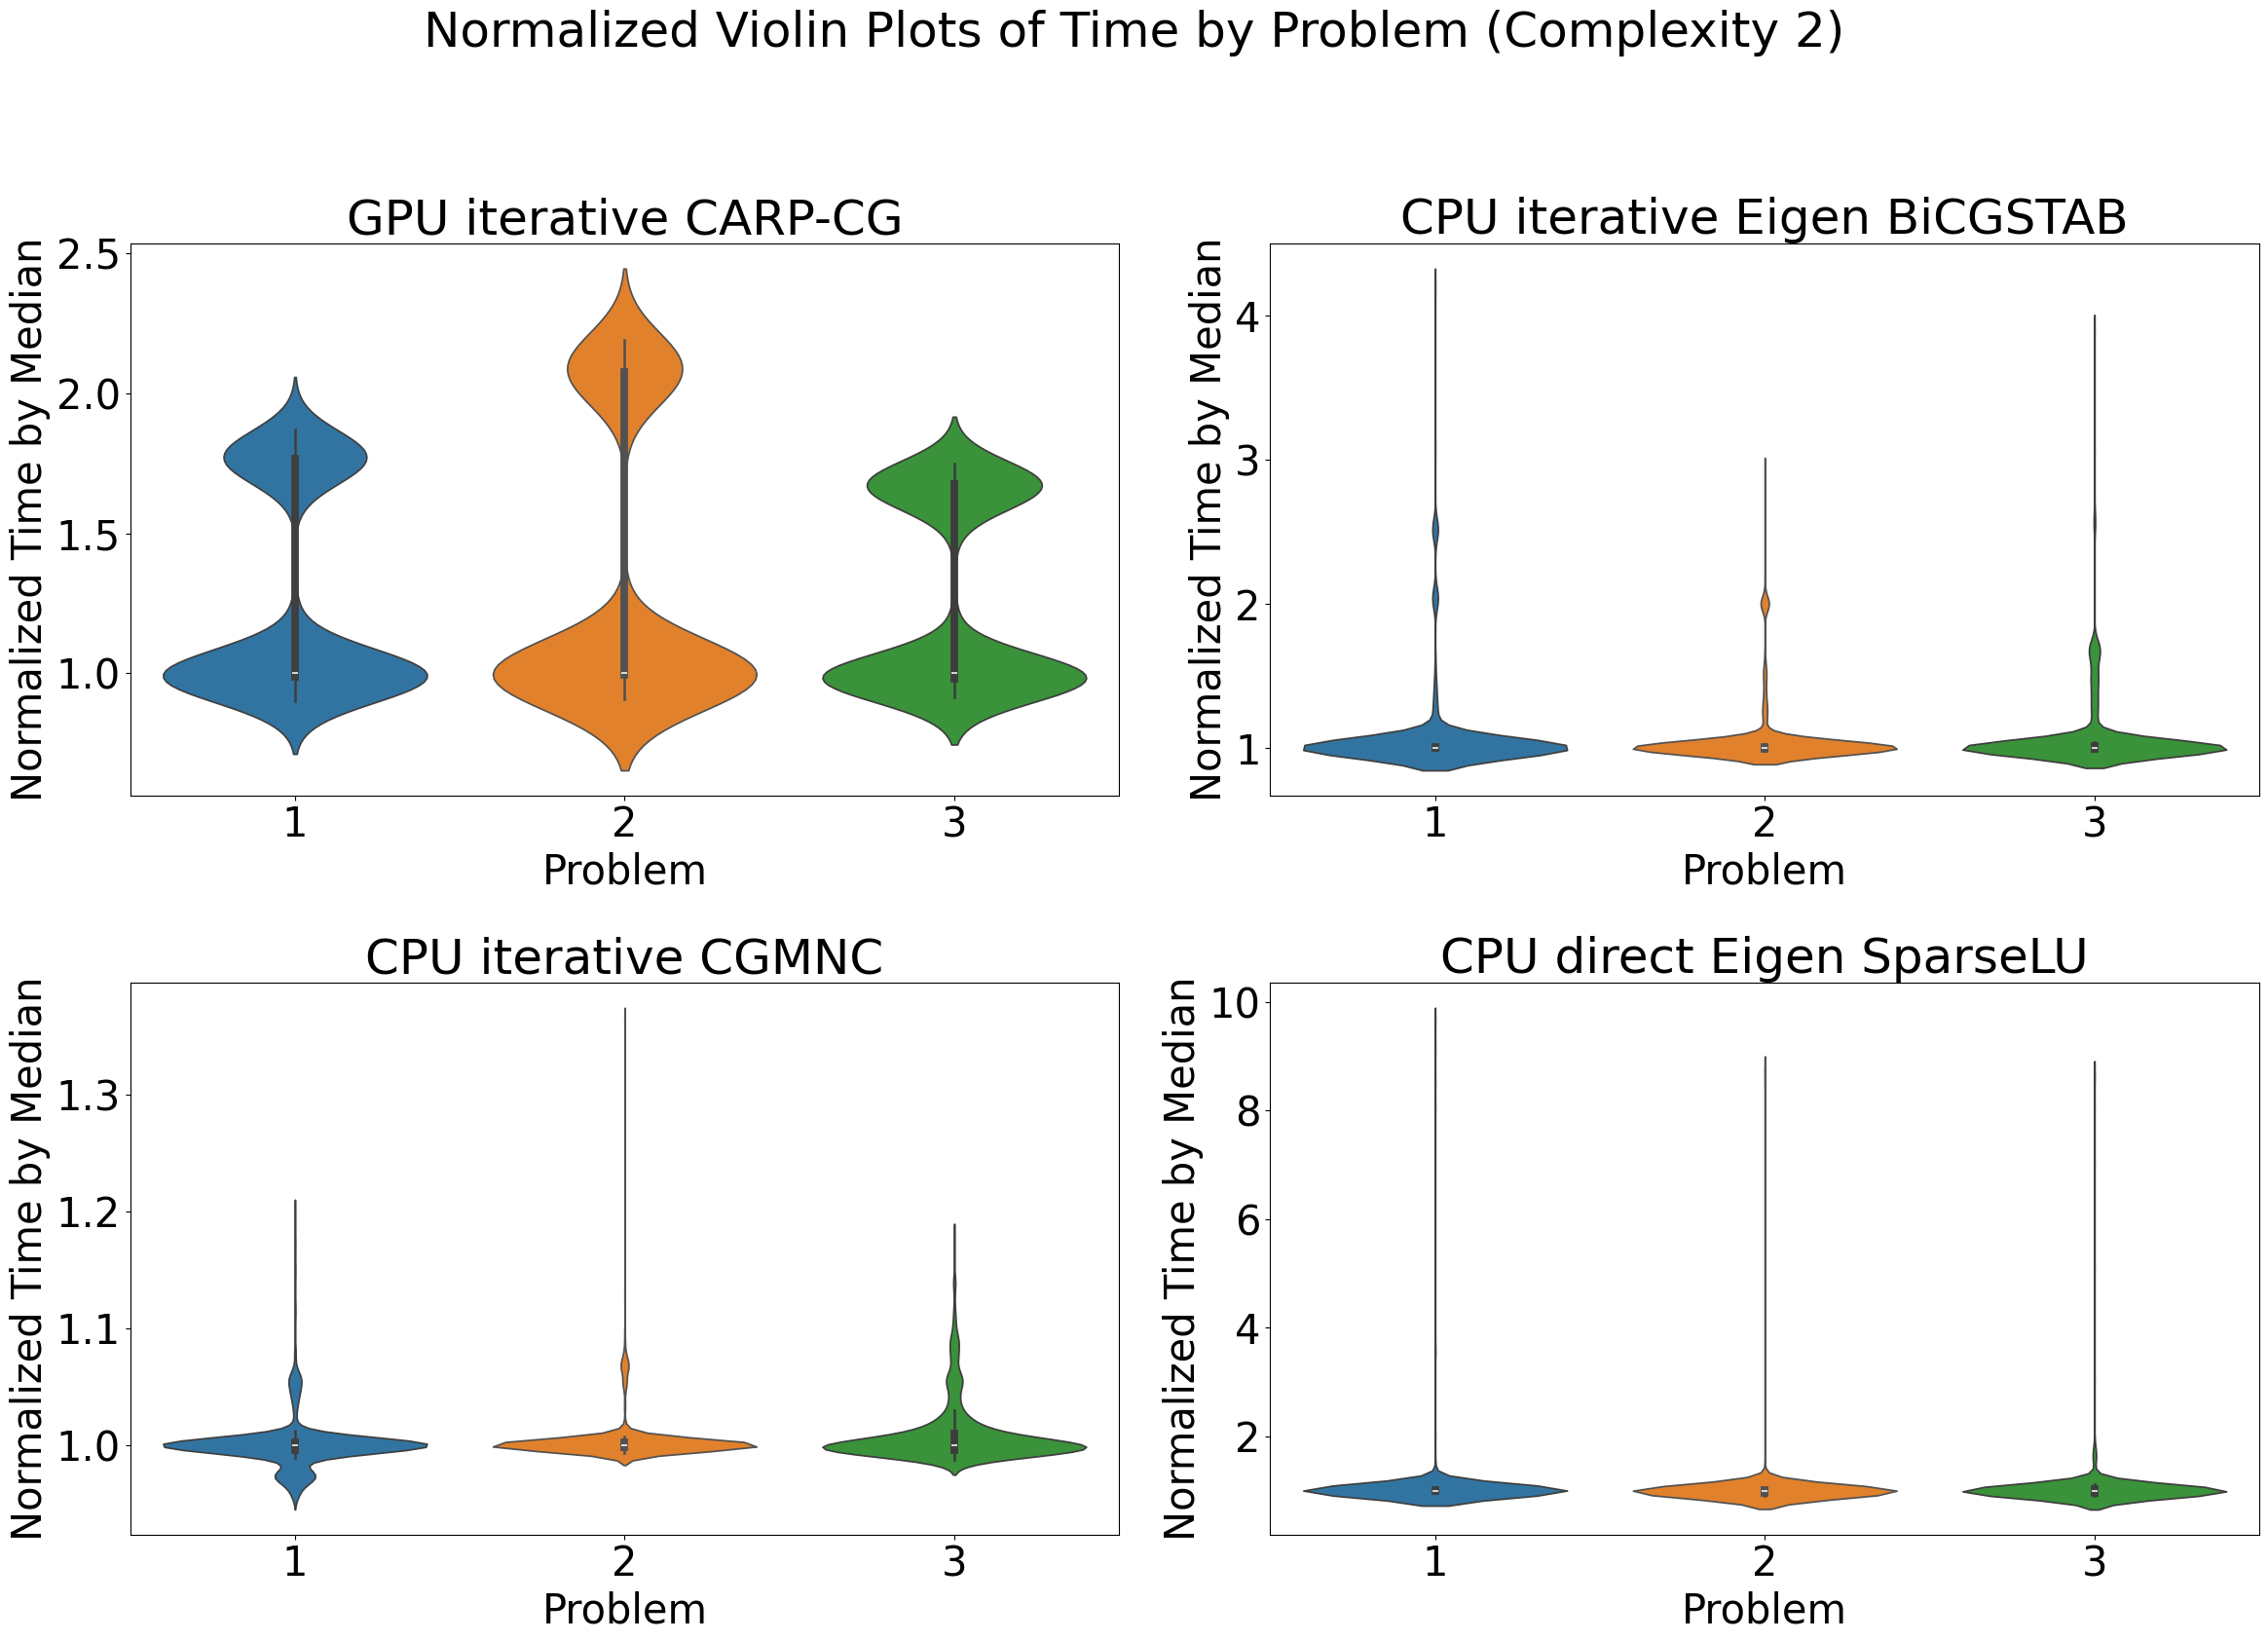 Normalized Violin Plots of Time by Problem (Complexity 2)
GPU iterative CARP-CG
Normalized Time by Median
2.5
2.0
1.5
1.0
1 2 3
Problem
CPU iterative Eigen BiCGSTAB
Normalized Time by Median
4
3
2
1
1 2 3
Problem
CPU iterative CGMNC
Normalized Time by Median
1.3
1.2
1.1
1.0
1 2 3
Problem
CPU direct Eigen SparseLU
Normalized Time by Median
10
8
6
4
2
1 2 3
Problem